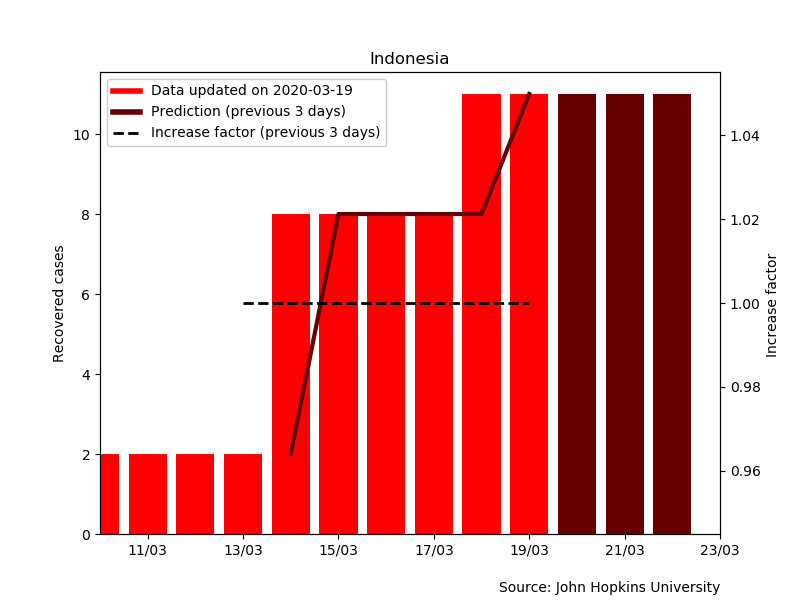 Indonesia
Data updated on 2020-03-19
Prediction (previous 3 days)
Increase factor (previous 3 days)
Recovered cases
10
8
6
4
2
0
1.04
1.02
1.00
0.98
0.96
Increase factor
11/03 13/03 15/03 17/03 19/03 21/03 23/03
Source: John Hopkins University